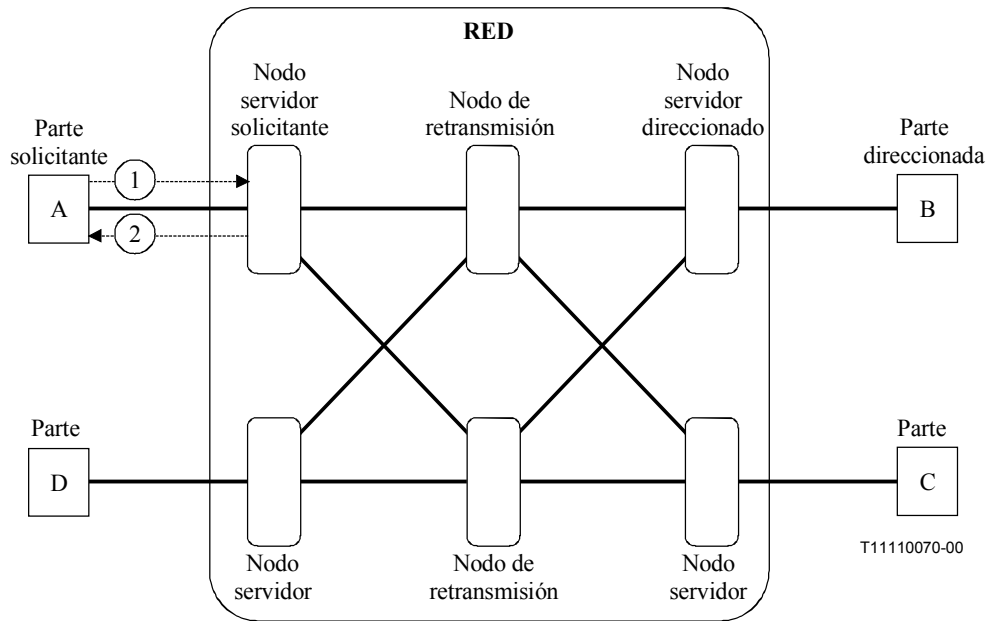 RED
Nodo
servidor
solicitante
Nodo de
retransmisión
Nodo
servidor
direccionado
Parte
solicitante
Parte
direccionada
1
A
B
2
Parte
Parte
D
C
T11110070-00
Nodo
servidor
Nodo de
retransmisión
Nodo
servidor